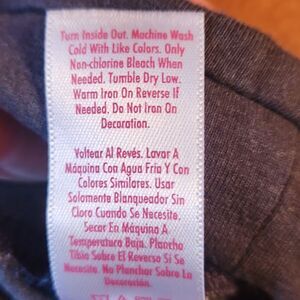 Turn Inside Out. Machine Wash
Cold With Like Colors. Only
Non-chlorine Bleach When
Needed. Tumble Dry Low.
Warm Iron On Reverse If
Needed. Do Not Iron On
Decoration.
Voltear Al Revés. Lavar A
Máquina Con Agua Fría Y Con
Colores Similares. Usar
Solamente Blanqueador Sin
Cloro Cuando Se Necesite.
Secar En Máquina A
Temperatura Baja. Plancha
Tibia Sobre El Reverso Si Se
Necesite. No Planchar Sobre La
Decoración.